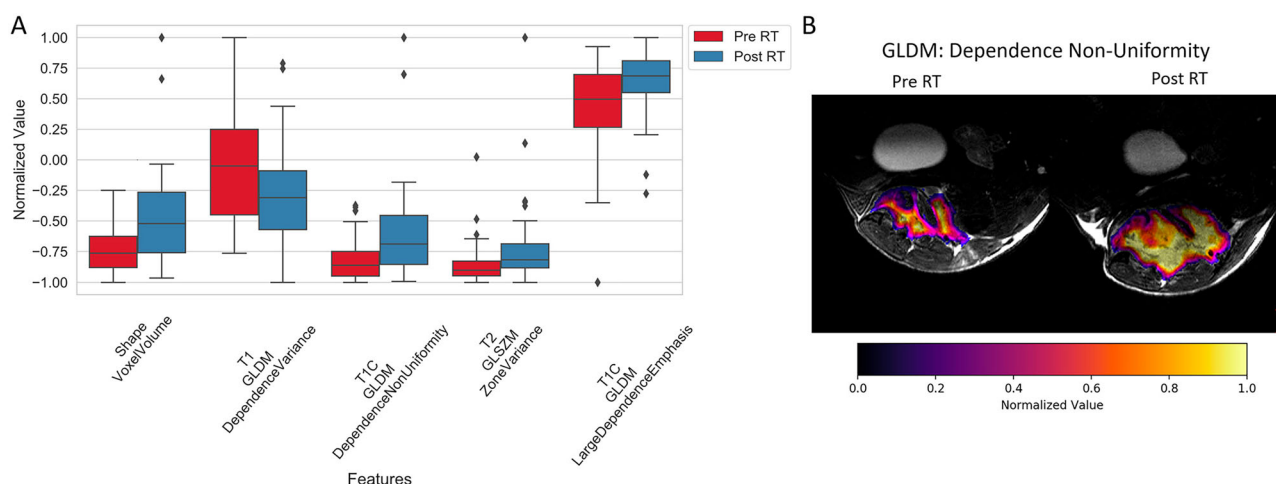 A
Normalized Value
1.00
0.75
0.50
0.25
0.00
−0.25
−0.50
−0.75
−1.00
Pre RT
Post RT
Shape
VoxelVolume
T1
GLDM
DependenceVariance
T1C
GLDM
DependenceNonUniformity
T2
GLSZM
ZoneVariance
T1C
GLDM
LargeDependenceEmphasis
Features
B
GLDM: Dependence Non-Uniformity
Pre RT
Post RT
0.0 0.2 0.4 0.6 0.8 1.0
Normalized Value